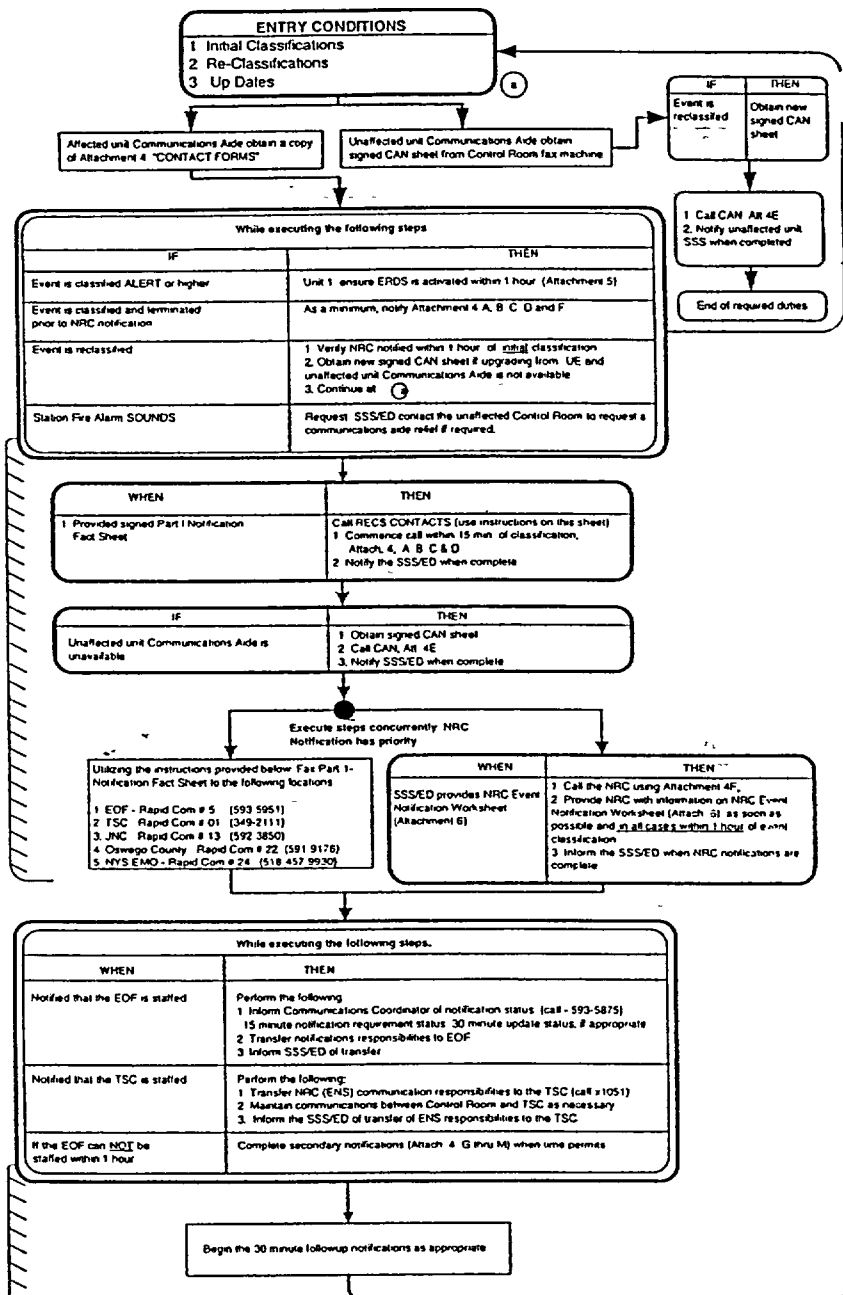 ENTRY CONDITIONS
1 Initial Classifications
2 Re-Classifications
3 Up Dates
a
IF THEN
Event is reclassifed
Obtain new signed CAN sheet
Affected unit Communications Aide obtain a copy
of Attachment 4 "CONTACT FORMS"
Unaffected unit Communications Aide obtain
signed CAN sheet from Control Room fax machine
1 Call CAN Att 4E
2. Notify unaffected unit
SSS when completed
End of required duties
While executing the following steps
IF THEN
Event is classified ALERT or higher
Unit 1 ensure ERDS is activated within 1 hour (Attachment 5)
Event is classified and terminated
prior to NRC notification
As a minimum, notify Attachment 4 A, B C D and F
Event is reclassified
1 Verify NRC notified within 1 hour of initial classification
2. Obtain new signed CAN sheet if upgrading from UE and
unaffected unit Communications Aide is not available
3. Continue at a
Station Fire Alarm SOUNDS
Request SSS/ED contact the unaffected Control Room to request a
communications aide relief if required.
WHEN THEN
1 Provided signed Part I Notification
Fact Sheet
Call RECS CONTACTS (use instructions on this sheet)
1 Commence call within 15 min of classification,
Attach. 4, A B C & D
2 Notify the SSS/ED when complete
IF THEN
Unaffected unit Communications Aide is
unavailable
1 Obtain signed CAN sheet
2 Call CAN, Att 4E
3. Notify SSS/ED when complete
Execute steps concurrently NRC
Notification has priority
Utilizing the instructions provided below Fax Part 1-
Notification Fact Sheet to the following locations
1 EOF - Rapid Com # 5 (593 5951)
2 TSC Rapid Com # 01 (349-2111)
3. JNC Rapid Com # 13 (592 3850)
4 Oswego County Rapid Com # 22 (591 9176)
5 NYS EMO - Rapid Com # 24 (518 457 9930)
WHEN THEN
SSS/ED provides NRC Event
Notification Worksheet
(Attachment 6)
1 Call the NRC using Attachment 4F,
2 Provide NRC with information on NRC Event
Notification Worksheet (Attach 6) as soon as
possible and in all cases within 1 hour of event
classification
3 Inform the SSS/ED when NRC notifications are
complete
While executing the following steps.
WHEN THEN
Notified that the EOF is staffed
Perform the following
1 Inform Communications Coordinator of notification status (call - 593-5875)
15 minute notification requirement status 30 minute update status, if appropriate
2 Transfer notifications responsibilities to EOF
3 Inform SSS/ED of transfer
Notified that the TSC is staffed
Perform the following:
1 Transfer NRC (ENS) communication responsibilities to the TSC (call x1051)
2 Maintain communications between Control Room and TSC as necessary
3. Inform the SSS/ED of transfer of ENS responsibilities to the TSC
If the EOF can NOT be
staffed within 1 hour
Complete secondary notifications (Attach 4 G thru M) when time permits
Begin the 30 minute followup notifications as appropriate